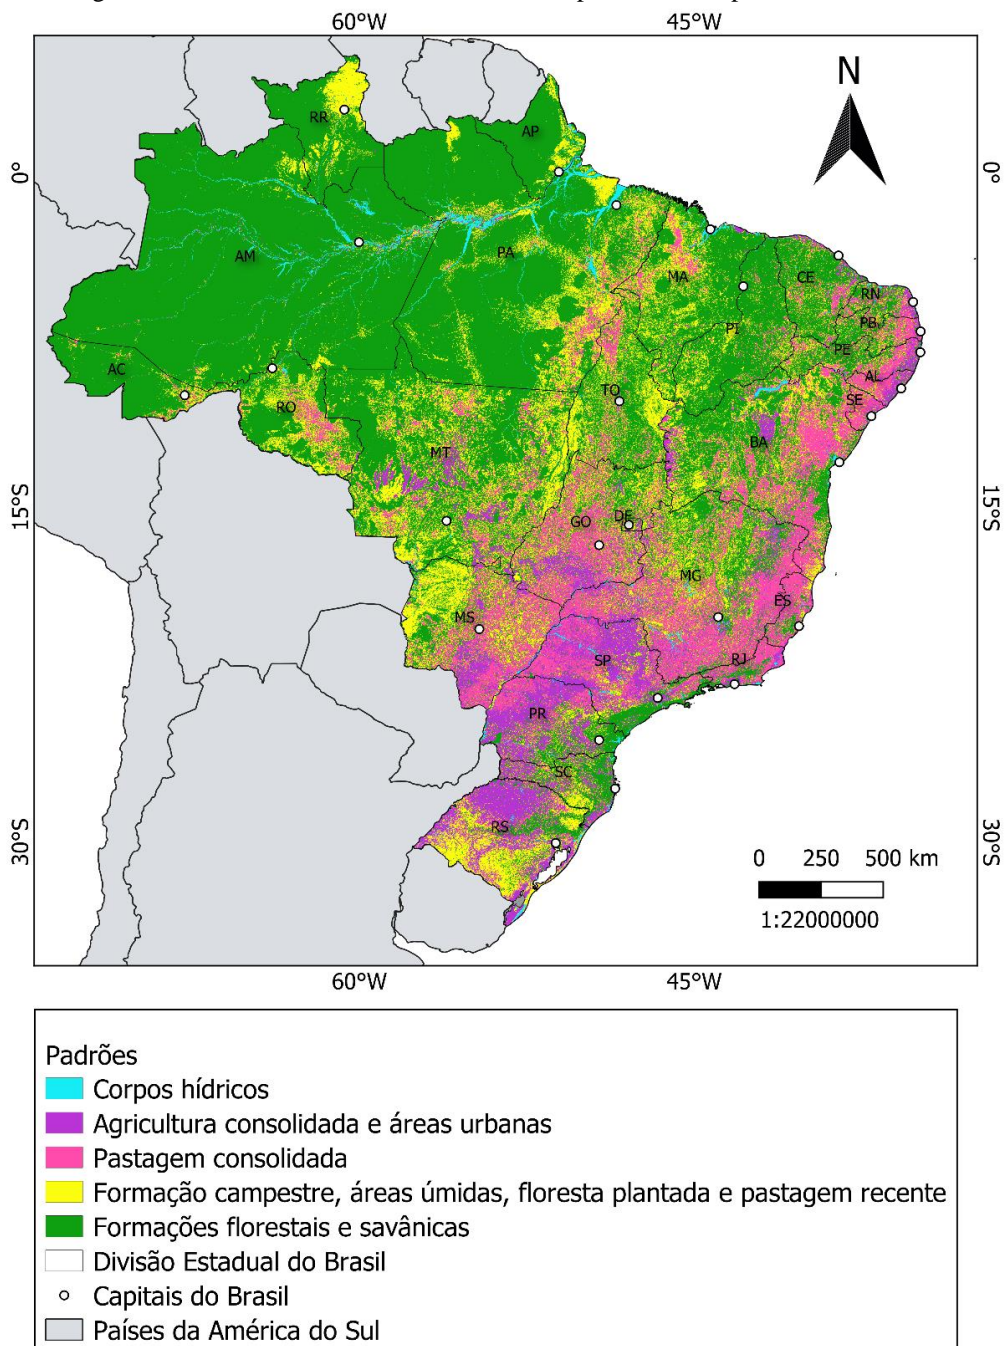 60°W 45°W
N
RR
AP
0° 0°
AM PA MA CE
RN
PI PB
PE
AC AL
TO SE
RO
BA
MT
15°S 15°S
GO DF
MG
ES
MS
SP RJ
PR
SC
RS
30°S 30°S
0 250 500 km
1:22000000
60°W 45°W
Padrões
Corpos hídricos
Agricultura consolidada e áreas urbanas
Pastagem consolidada
Formação campestre, áreas úmidas, floresta plantada e pastagem recente
Formações florestais e savânicas
Divisão Estadual do Brasil
Capitais do Brasil
Países da América do Sul